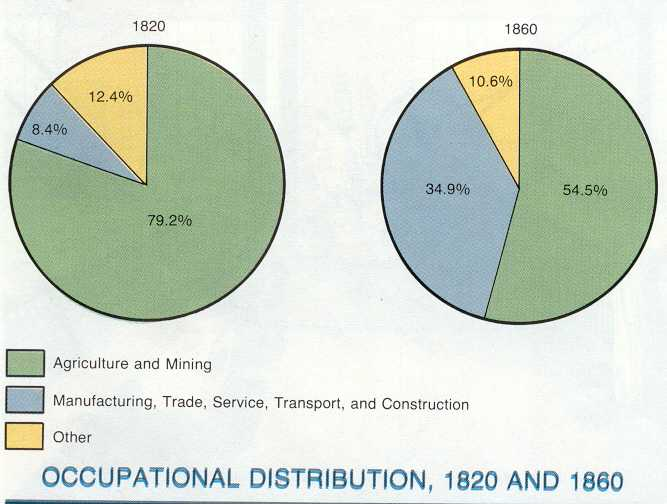 1820
1860
12.4%
8.4%
79.2%
10.6%
34.9%
54.5%
Agriculture and Mining
Manufacturing, Trade, Service, Transport, and Construction
Other
OCCUPATIONAL DISTRIBUTION, 1820 AND 1860